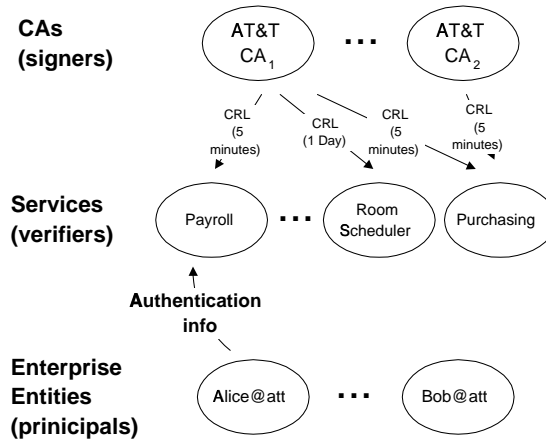 CAs
(signers)
AT&T
CA1
...
AT&T
CA2
CRL
(5
minutes)
CRL
(1 Day)
CRL
(5
minutes)
CRL
(5
minutes)
Services
(verifiers)
Payroll
...
Room
Scheduler
Purchasing
Authentication
info
Enterprise
Entities
(prinicipals)
Alice@att
...
Bob@att